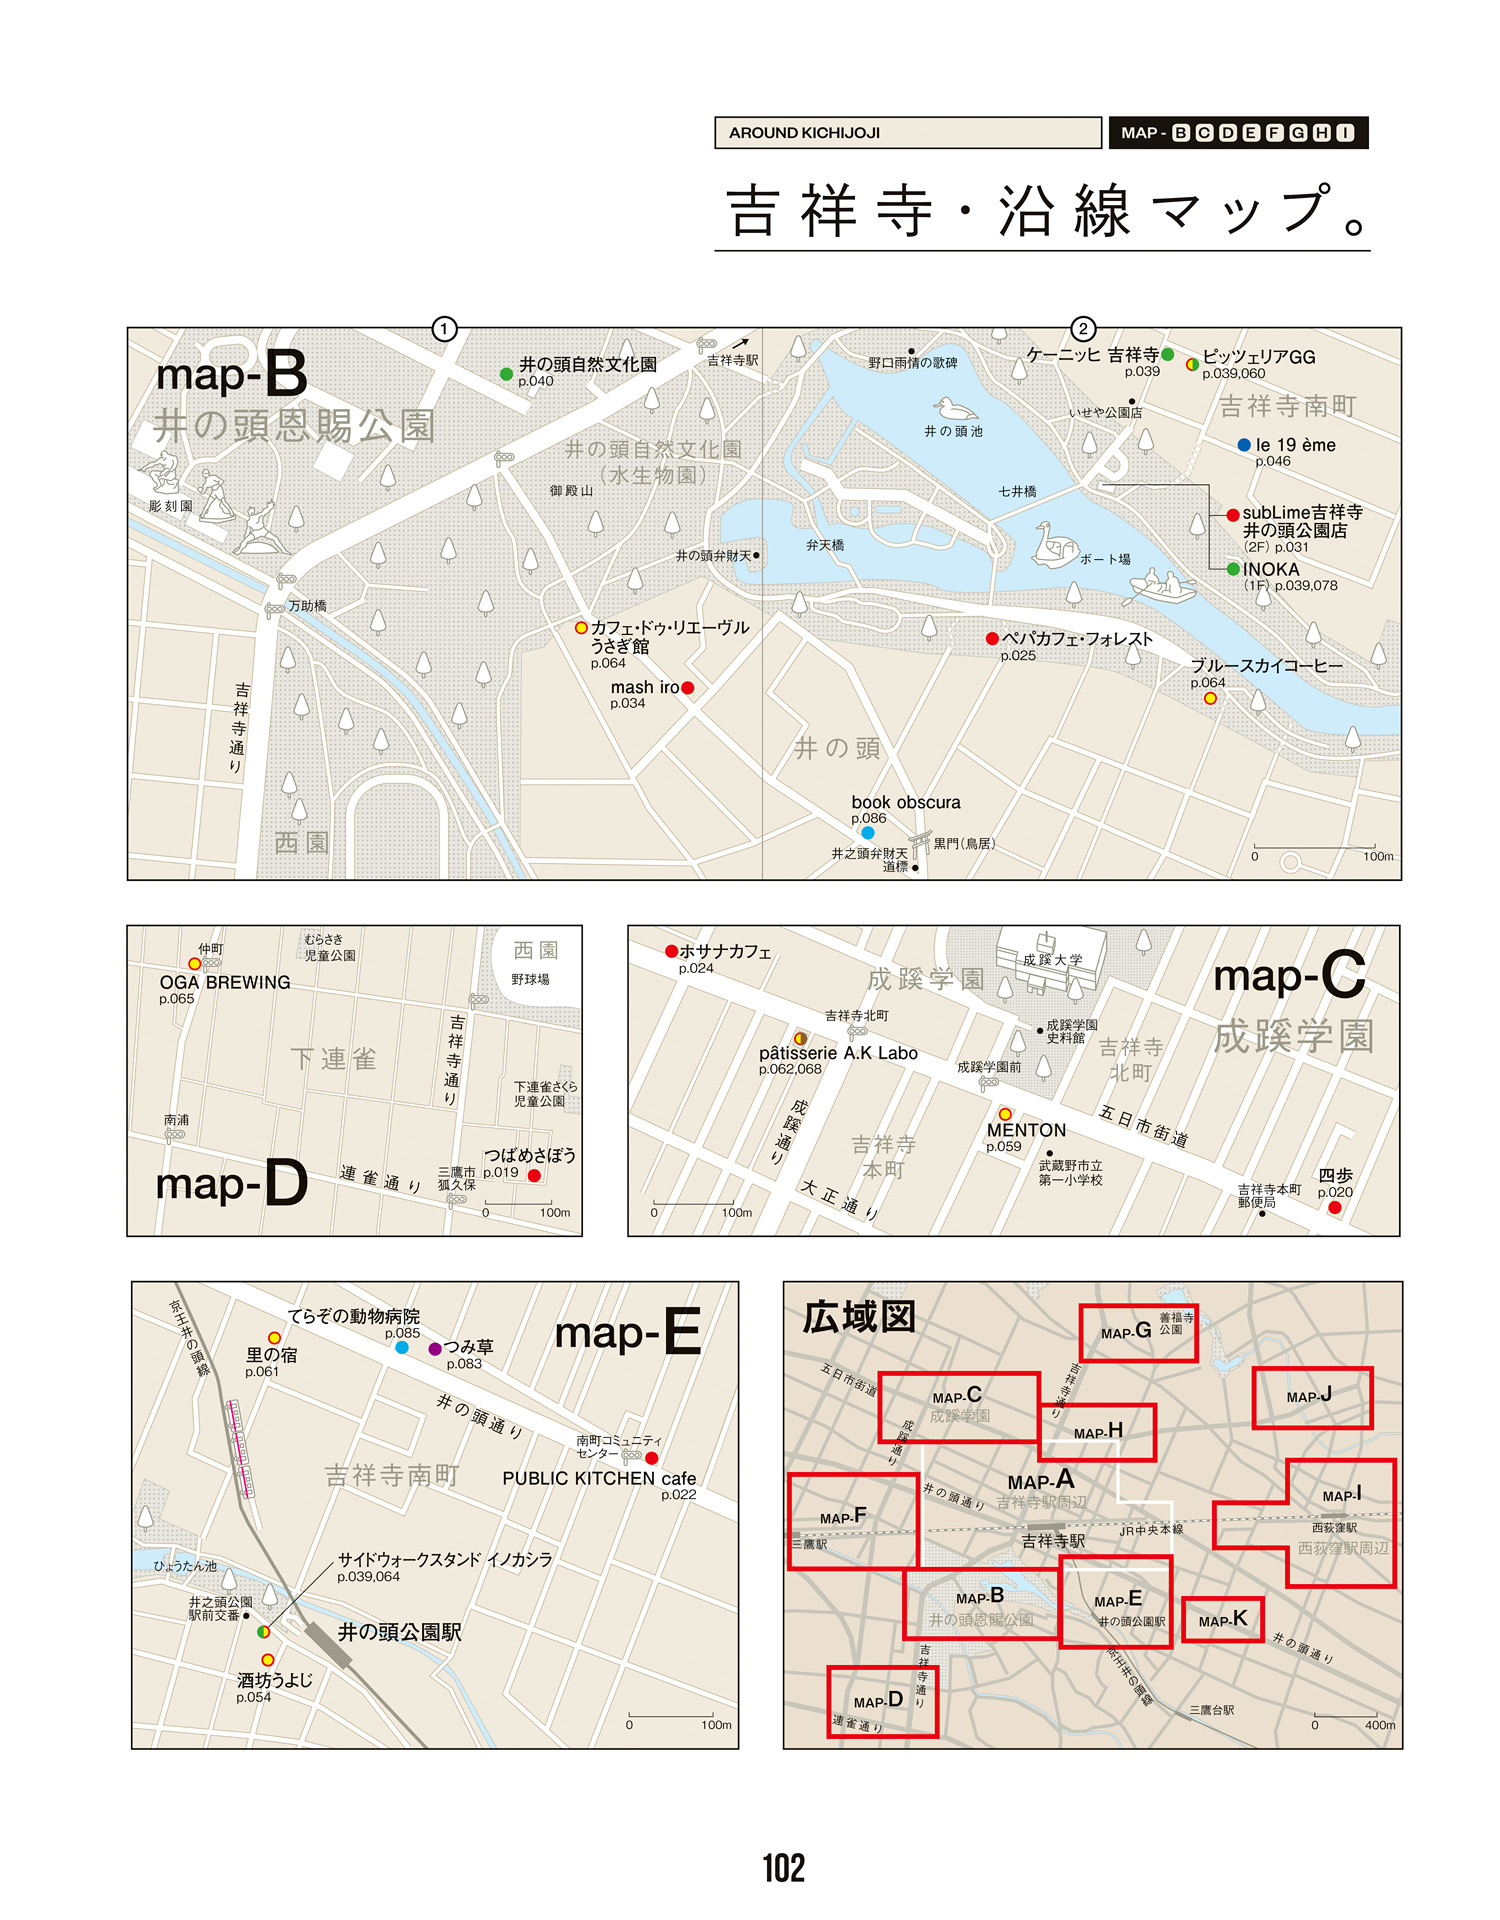 AROUND KICHIJOJI
MAP - B C D E F G H I
吉祥寺・沿線マップ。
1
2
map-B
井の頭恩賜公園
井の頭自然文化園
p.040
吉祥寺駅
野口雨情の歌碑
ケーニッヒ 吉祥寺
p.039
ピッツェリアGG
p.039,060
いせや公園店
吉祥寺南町
井の頭池
井の頭自然文化園
(水生物園)
le 19 ème
p.046
御殿山
七井橋
彫刻園
subLime吉祥寺
井の頭公園店
(2F) p.031
弁天橋
井の頭弁財天
ボート場
INOKA
(1F) p.039,078
万助橋
カフェ・ドゥ・リエーヴル
うさぎ館
p.064
ペパカフェ・フォレスト
p.025
ブルースカイコーヒー
p.064
mash iro
p.034
吉祥寺通り
井の頭
book obscura
p.086
西園
井之頭弁財天
道標
黒門(鳥居)
0
100m
仲町
むらさき
児童公園
西園
野球場
OGA BREWING
p.065
吉祥寺通り
下連雀
下連雀さくら
児童公園
南浦
つばめさぼう
p.019
map-D
連雀通り
三鷹市
狐久保
0
100m
ホサナカフェ
p.024
成蹊学園
成蹊大学
map-C
成蹊学園
吉祥寺北町
成蹊学園
史料館
pâtisserie A.K Labo
p.062,068
成蹊学園前
吉祥寺
北町
成蹊通り
五日市街道
MENTON
p.059
吉祥寺
本町
武蔵野市立
第一小学校
大正通り
吉祥寺本町
郵便局
四歩
p.020
0
100m
京王井の頭線
てらぞの動物病院
p.085
map-E
里の宿
p.061
つみ草
p.083
井の頭通り
南町コミュニティ
センター
吉祥寺南町
PUBLIC KITCHEN cafe
p.022
ひょうたん池
サイドウォークスタンド イノカシラ
p.039,064
井之頭公園
駅前交番
井の頭公園駅
酒坊うよじ
p.054
0
100m
広域図
MAP-G
善福寺
公園
五日市街道
吉祥寺通り
MAP-C
成蹊学園
MAP-J
成蹊通り
MAP-H
MAP-A
吉祥寺駅周辺
井の頭通り
MAP-I
MAP-F
JR中央本線
西荻窪駅
三鷹駅
吉祥寺駅
西荻窪駅周辺
MAP-B
井の頭恩賜公園
MAP-E
井の頭公園駅
MAP-K
井の頭通り
吉祥寺通り
京王井の頭線
MAP-D
連雀通り
三鷹台駅
0
400m
102